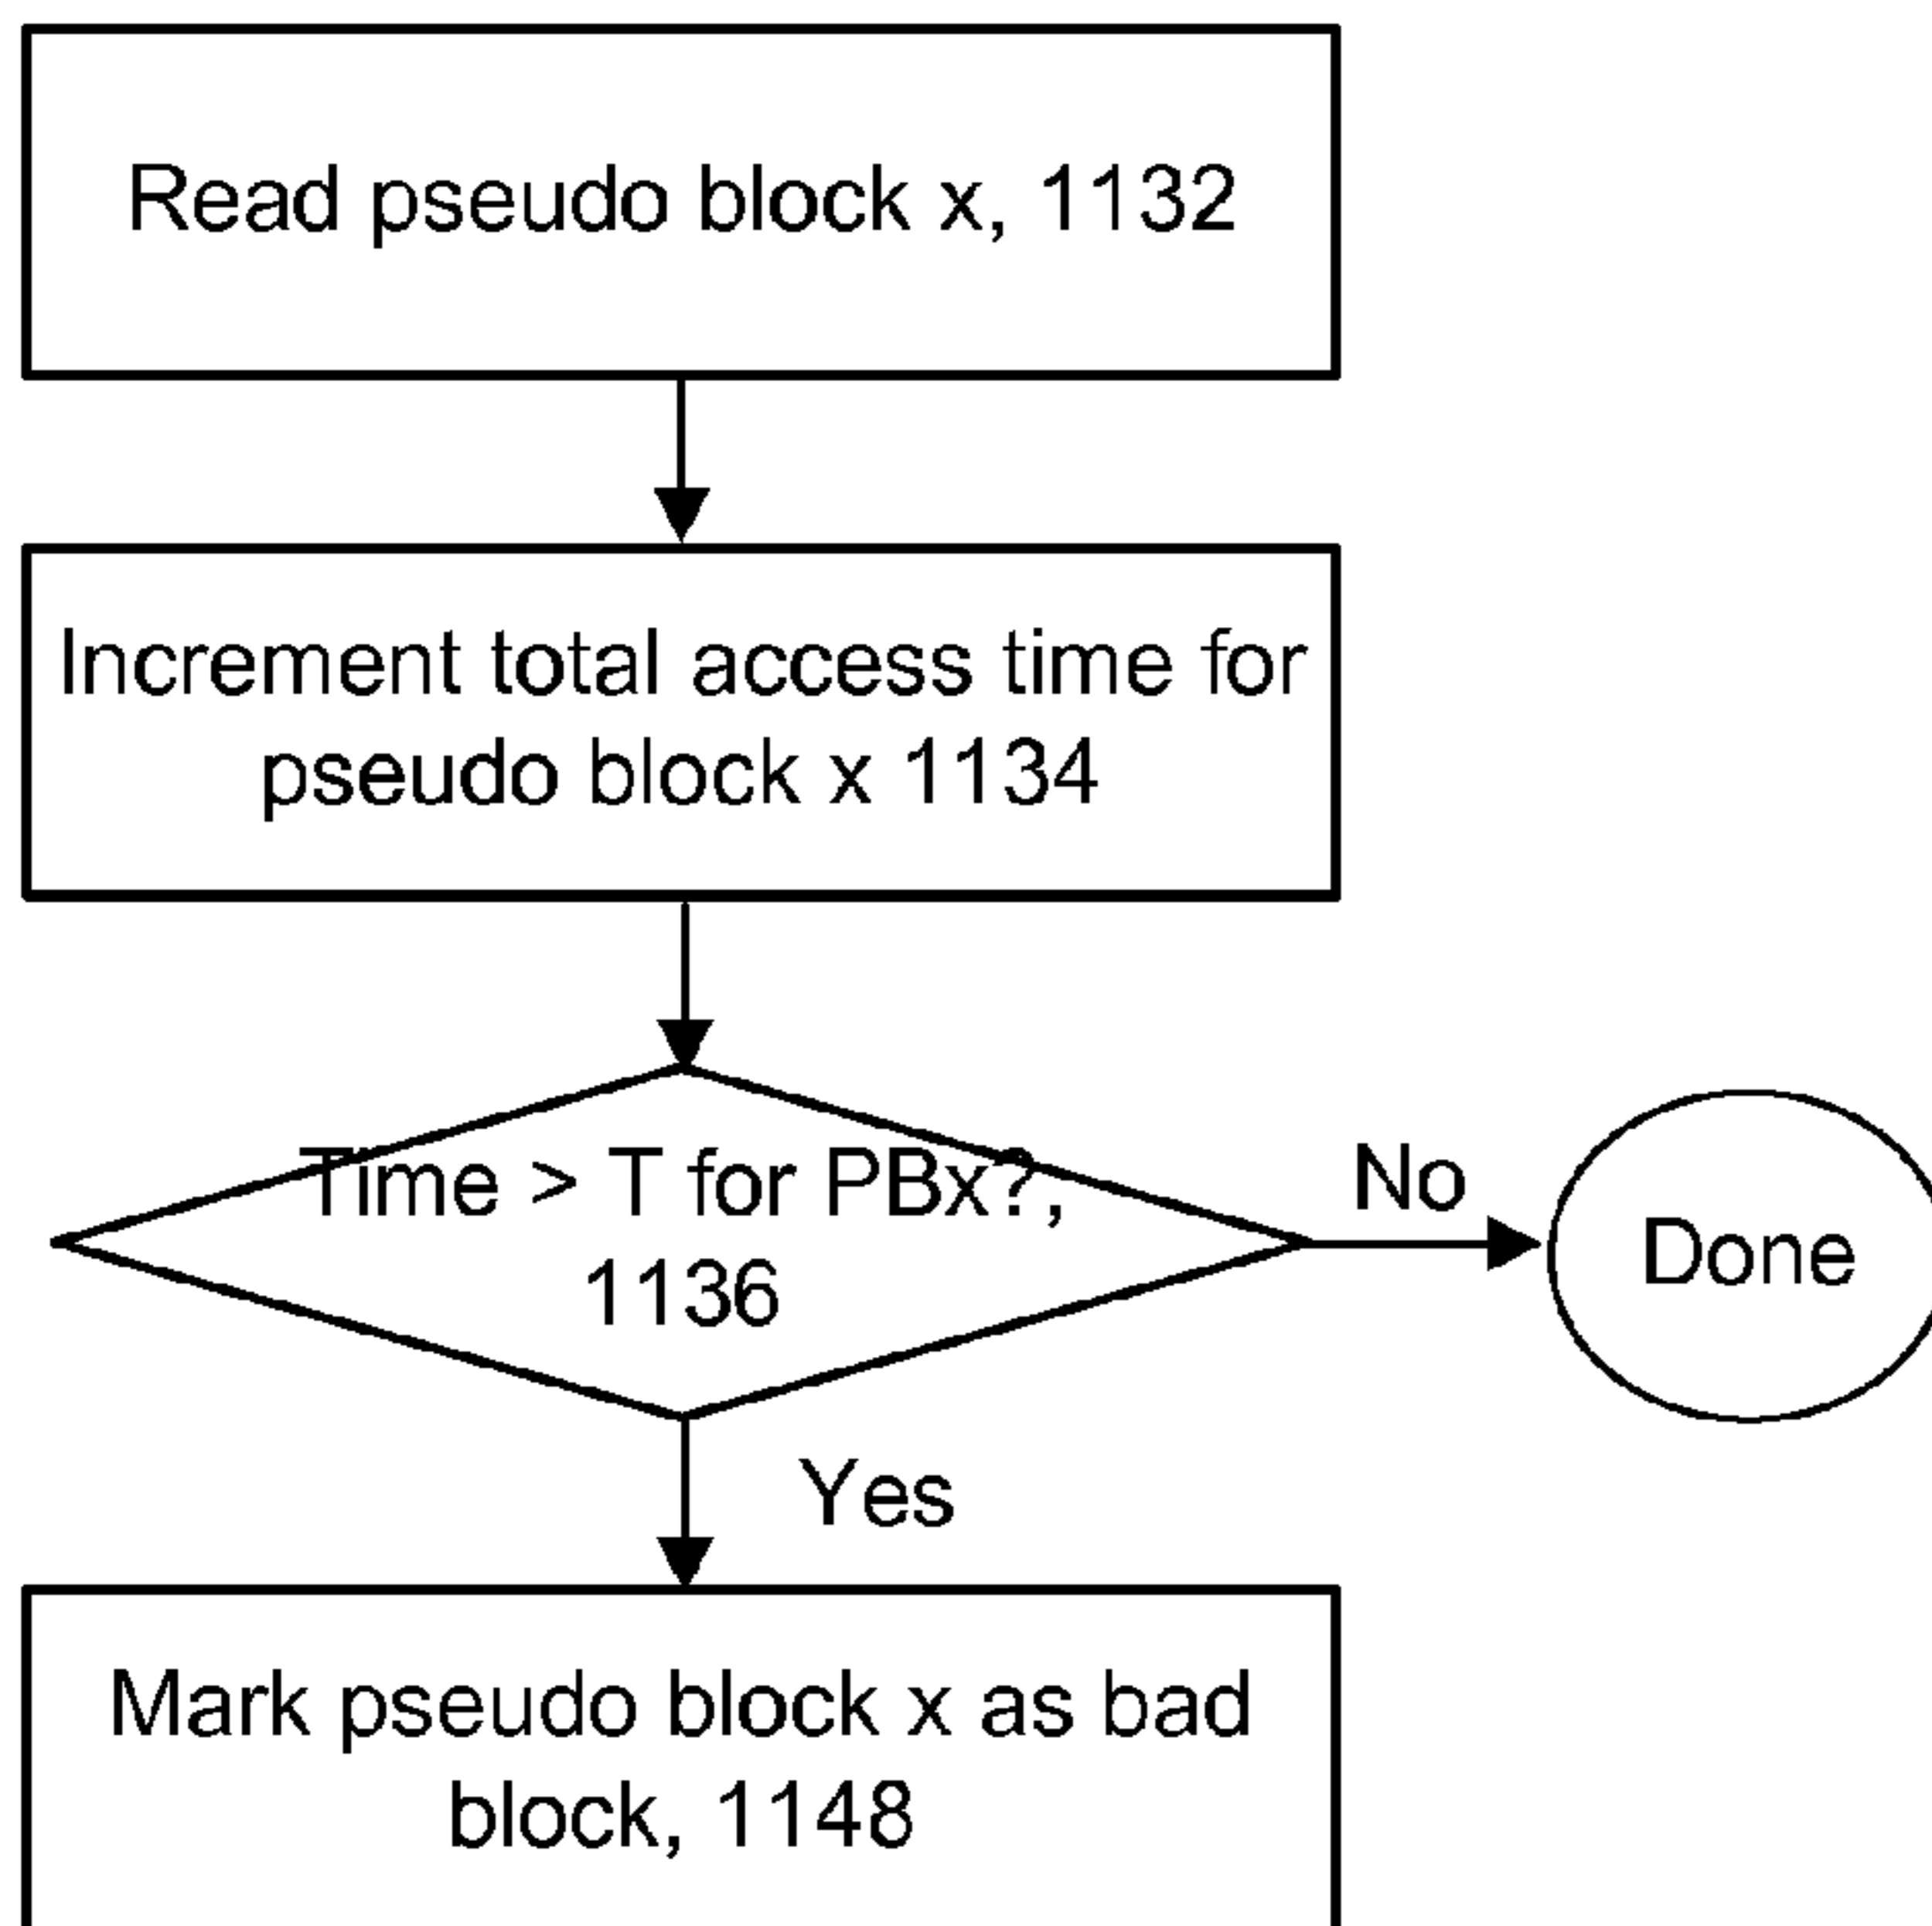 Read pseudo block x, 1132
Increment total access time for
pseudo block x 1134
Time > T for PBx?,
1136
No
Done
Yes
Mark pseudo block x as bad
block, 1148